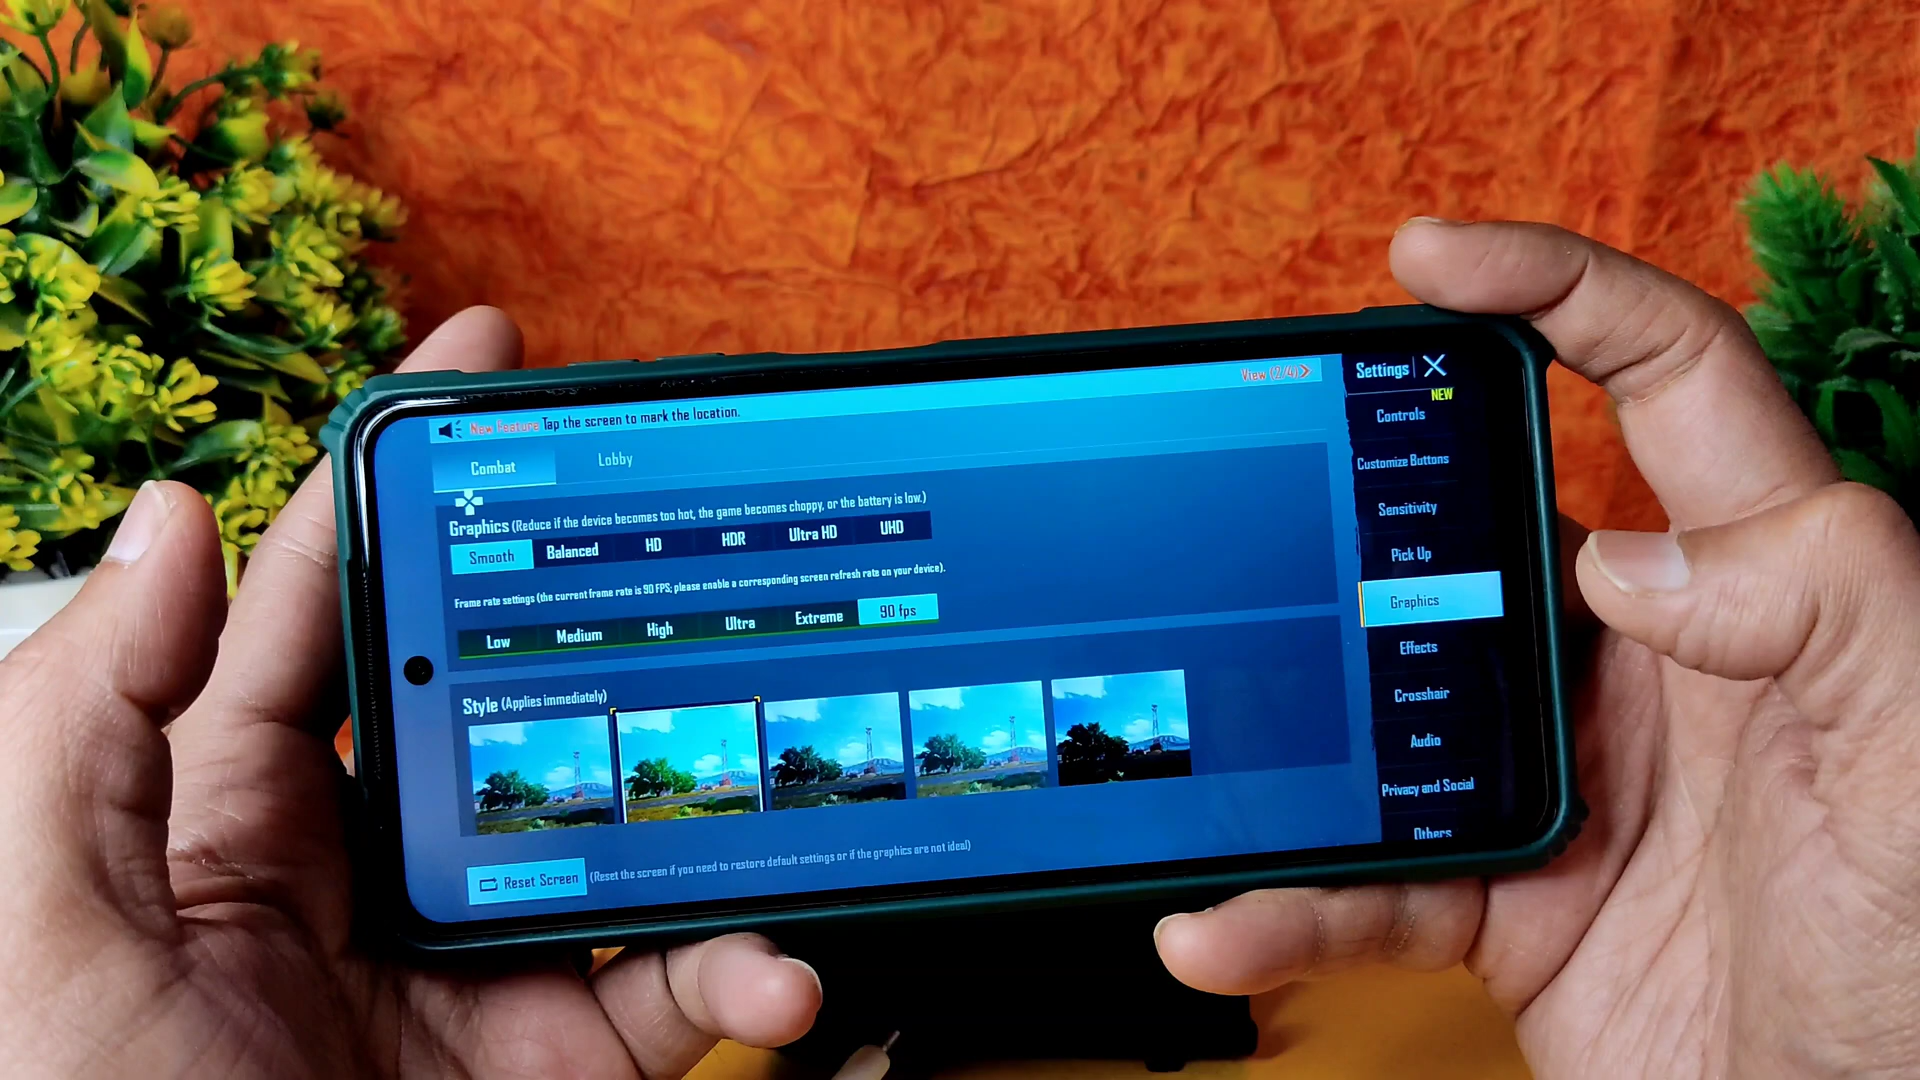 New Feature Tap the screen to mark the location.
View (2/4)
Settings
Combat
Lobby
Graphics (Reduce if the device becomes too hot, the game becomes choppy, or the battery is low.)
Smooth Balanced HD HDR Ultra HD UHD
Frame rate settings (the current frame rate is 90 FPS; please enable a corresponding screen refresh rate on your device).
Low Medium High Ultra Extreme 90 fps
Style (Applies immediately)
Reset Screen (Reset the screen if you need to restore default settings or if the graphics are not ideal)
NEW
Controls
Customize Buttons
Sensitivity
Pick Up
Graphics
Effects
Crosshair
Audio
Privacy and Social
Others